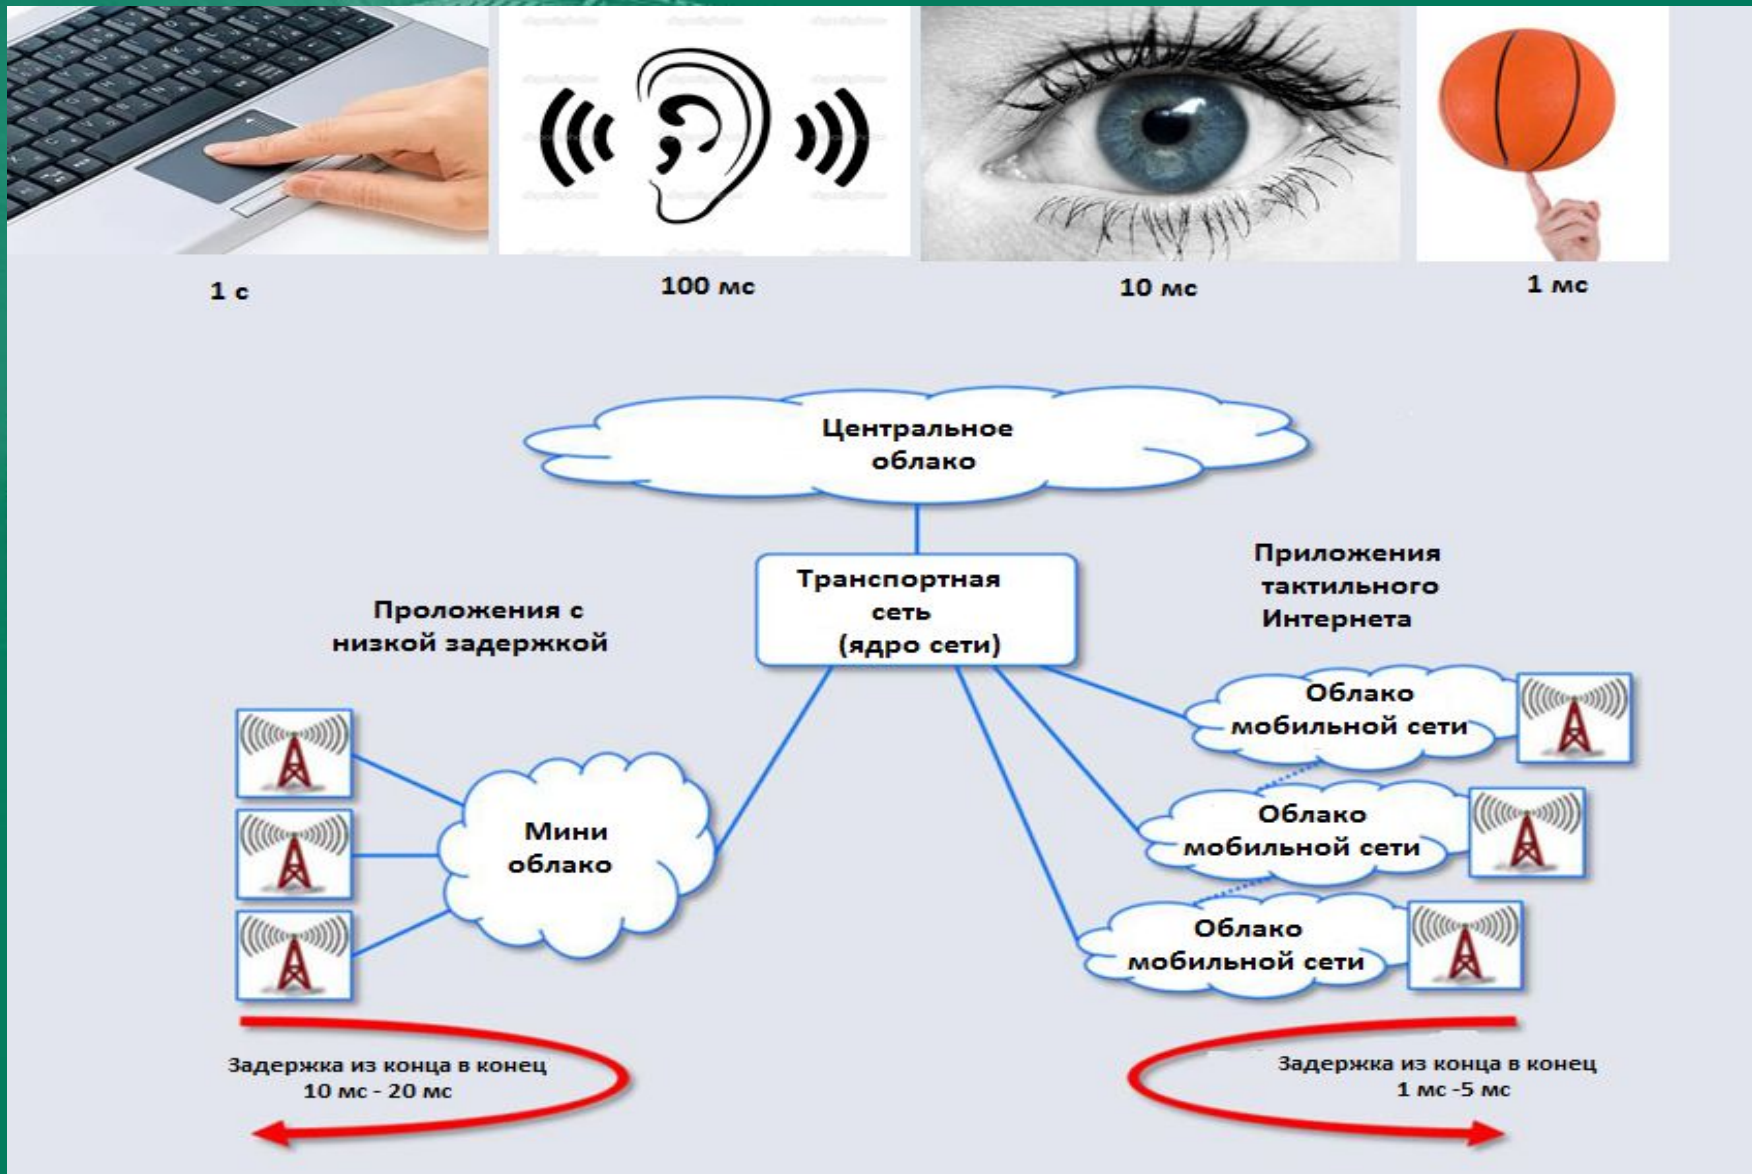 1 с
100 мс
10 мс
1 мс
Центральное
облако
Транспортная
сеть
(ядро сети)
Проложения с
низкой задержкой
Приложения
тактильного
Интернета
Мини
облако
Облако
мобильной сети
Облако
мобильной сети
Облако
мобильной сети
Задержка из конца в конец
10 мс - 20 мс
Задержка из конца в конец
1 мс -5 мс